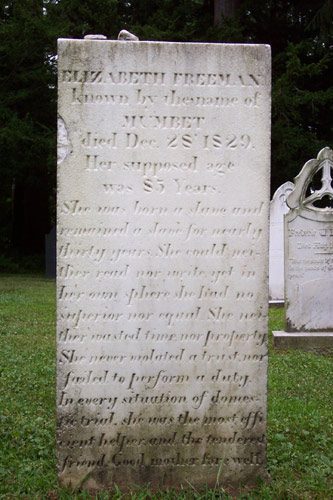 ELIZABETH FREEMAN
known by the name of
MUMBET
died Dec. 28 1829.
Her supposed age
was 85 Years.
She was born a slave and
remained a slave for nearly
thirty years. She could nei-
ther read nor write yet in
her own sphere she had no
superior nor equal. She nei-
ther wasted time nor property.
She never violated a trust, nor
failed to perform a duty.
In every situation of domes-
tic trial, she was the most effi-
cient helper, and the tenderest
friend. Good mother fare well.